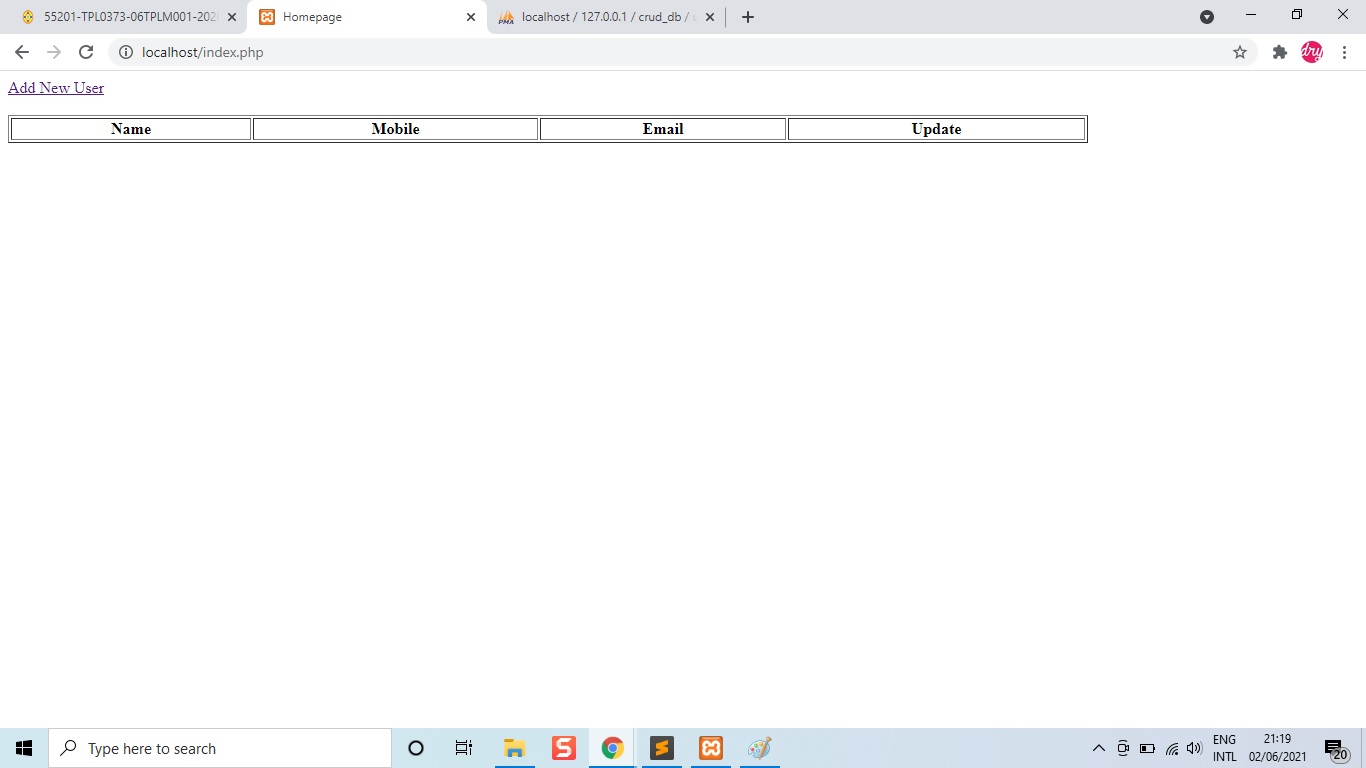 55201-TPL0373-06TPLM001-202
Homepage
localhost / 127.0.0.1 / crud_db /
localhost/index.php
dry
Add New User
Name Mobile Email Update
Type here to search
ENG
INTL
21:19
02/06/2021
20